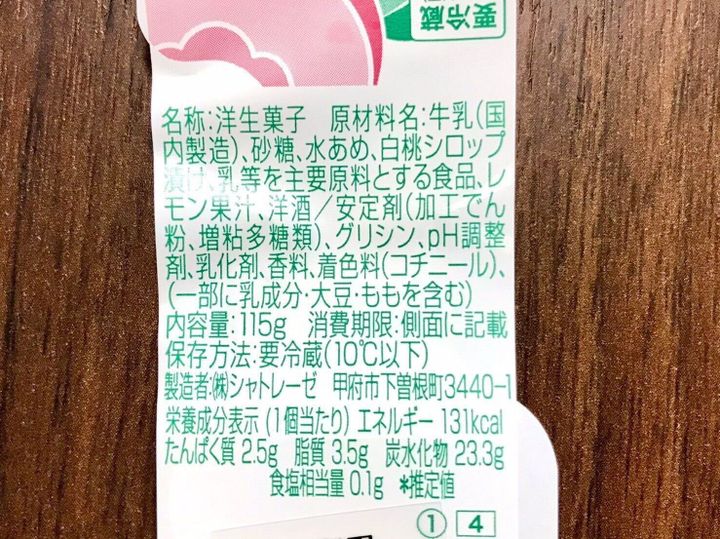 要冷蔵
名称:洋生菓子 原材料名:牛乳(国
内製造)、砂糖、水あめ、白桃シロップ
漬け、乳等を主要原料とする食品、レ
モン果汁、洋酒/安定剤(加工でん
粉、増粘多糖類)、グリシン、pH調整
剤、乳化剤、香料、着色料(コチニール)、
(一部に乳成分・大豆・ももを含む)
内容量:115g 消費期限:側面に記載
保存方法:要冷蔵(10℃以下)
製造者:㈱シャトレーゼ 甲府市下曽根町3440-1
栄養成分表示(1個当たり)エネルギー 131kcal
たんぱく質 2.5g 脂質 3.5g 炭水化物 23.3g
食塩相当量 0.1g *推定値
① 4